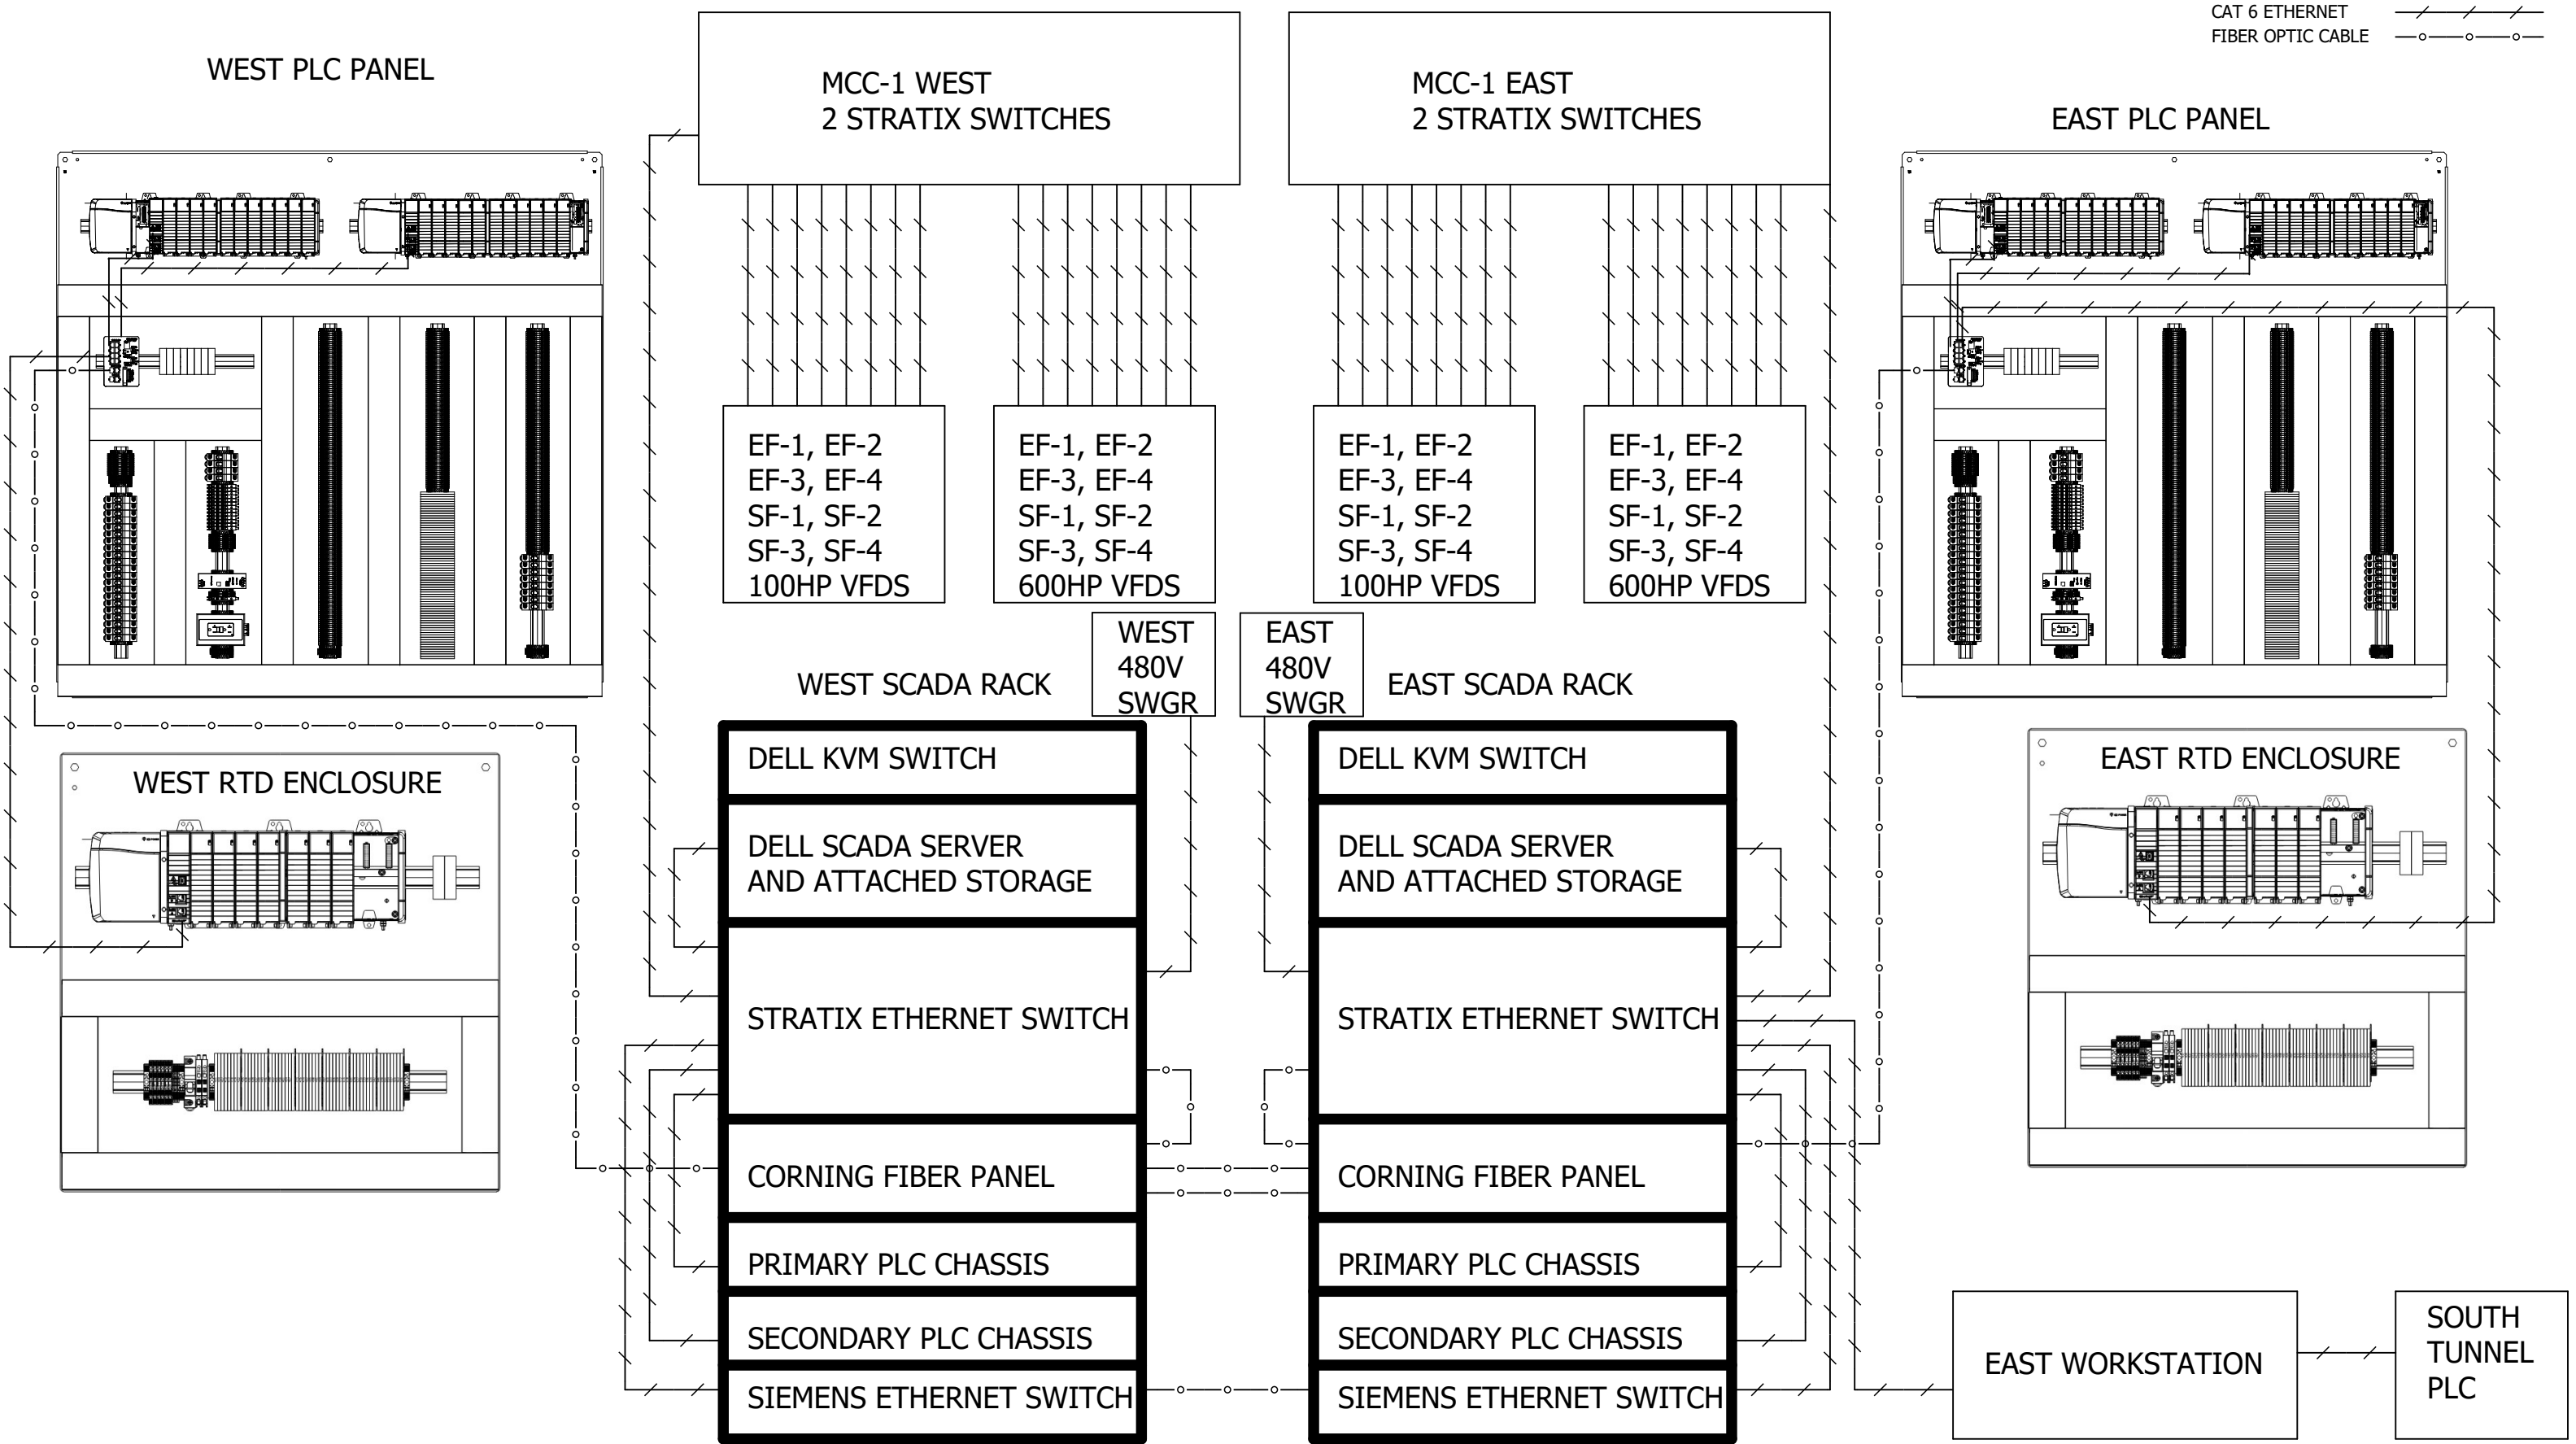 CAT 6 ETHERNET
FIBER OPTIC CABLE
WEST PLC PANEL
MCC-1 WEST
2 STRATIX SWITCHES
MCC-1 EAST
2 STRATIX SWITCHES
EAST PLC PANEL
EF-1, EF-2
EF-3, EF-4
SF-1, SF-2
SF-3, SF-4
100HP VFDS
EF-1, EF-2
EF-3, EF-4
SF-1, SF-2
SF-3, SF-4
600HP VFDS
EF-1, EF-2
EF-3, EF-4
SF-1, SF-2
SF-3, SF-4
100HP VFDS
EF-1, EF-2
EF-3, EF-4
SF-1, SF-2
SF-3, SF-4
600HP VFDS
WEST
480V
SWGR
EAST
480V
SWGR
WEST SCADA RACK
EAST SCADA RACK
WEST RTD ENCLOSURE
DELL KVM SWITCH
DELL SCADA SERVER
AND ATTACHED STORAGE
STRATIX ETHERNET SWITCH
CORNING FIBER PANEL
PRIMARY PLC CHASSIS
SECONDARY PLC CHASSIS
SIEMENS ETHERNET SWITCH
DELL KVM SWITCH
DELL SCADA SERVER
AND ATTACHED STORAGE
STRATIX ETHERNET SWITCH
CORNING FIBER PANEL
PRIMARY PLC CHASSIS
SECONDARY PLC CHASSIS
SIEMENS ETHERNET SWITCH
EAST RTD ENCLOSURE
EAST WORKSTATION
SOUTH
TUNNEL
PLC